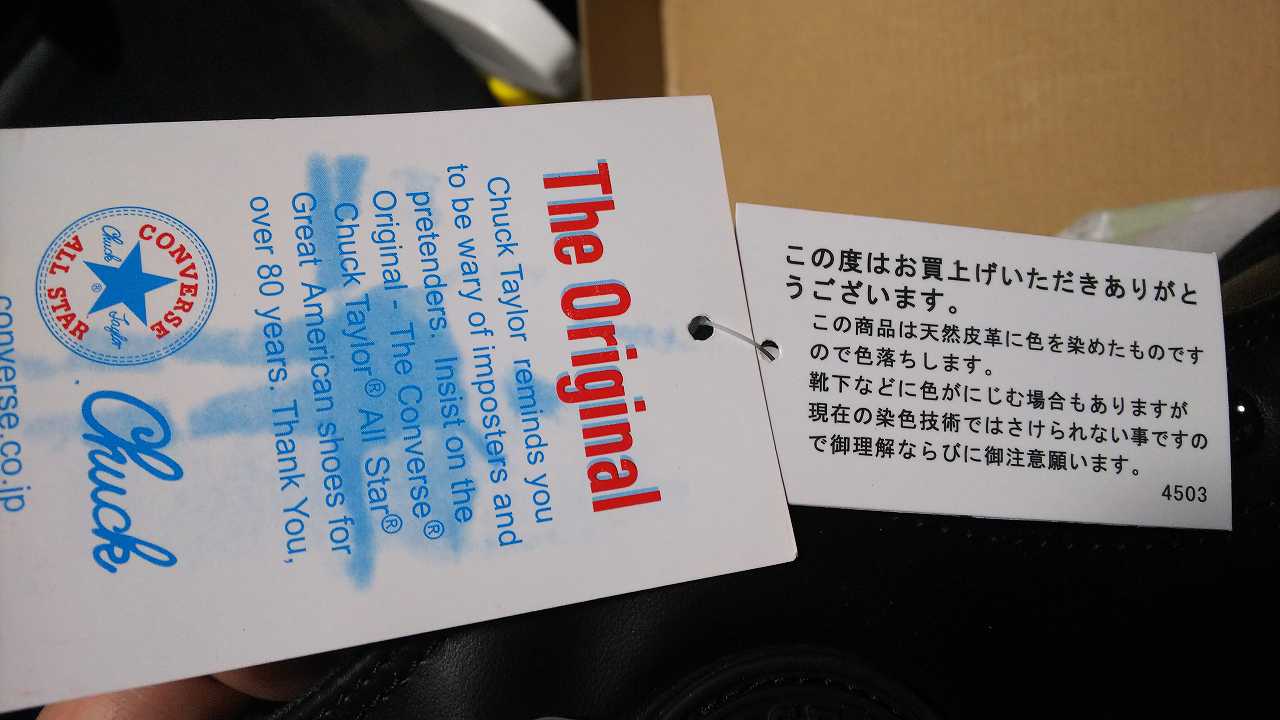 The Original
Chuck Taylor reminds you
to be wary of imposters and
pretenders. Insist on the
Original - The Converse®
Chuck Taylor® All Star®
Great American shoes for
over 80 years. Thank You,
CONVERSE
Chuck Taylor
®
ALL STAR
Chuck
converse.co.jp
この度はお買上げいただきありがと
うございます。
この商品は天然皮革に色を染めたものです
ので色落ちします。
靴下などに色がにじむ場合もありますが
現在の染色技術ではさけられない事ですの
で御理解ならびに御注意願います。
4503